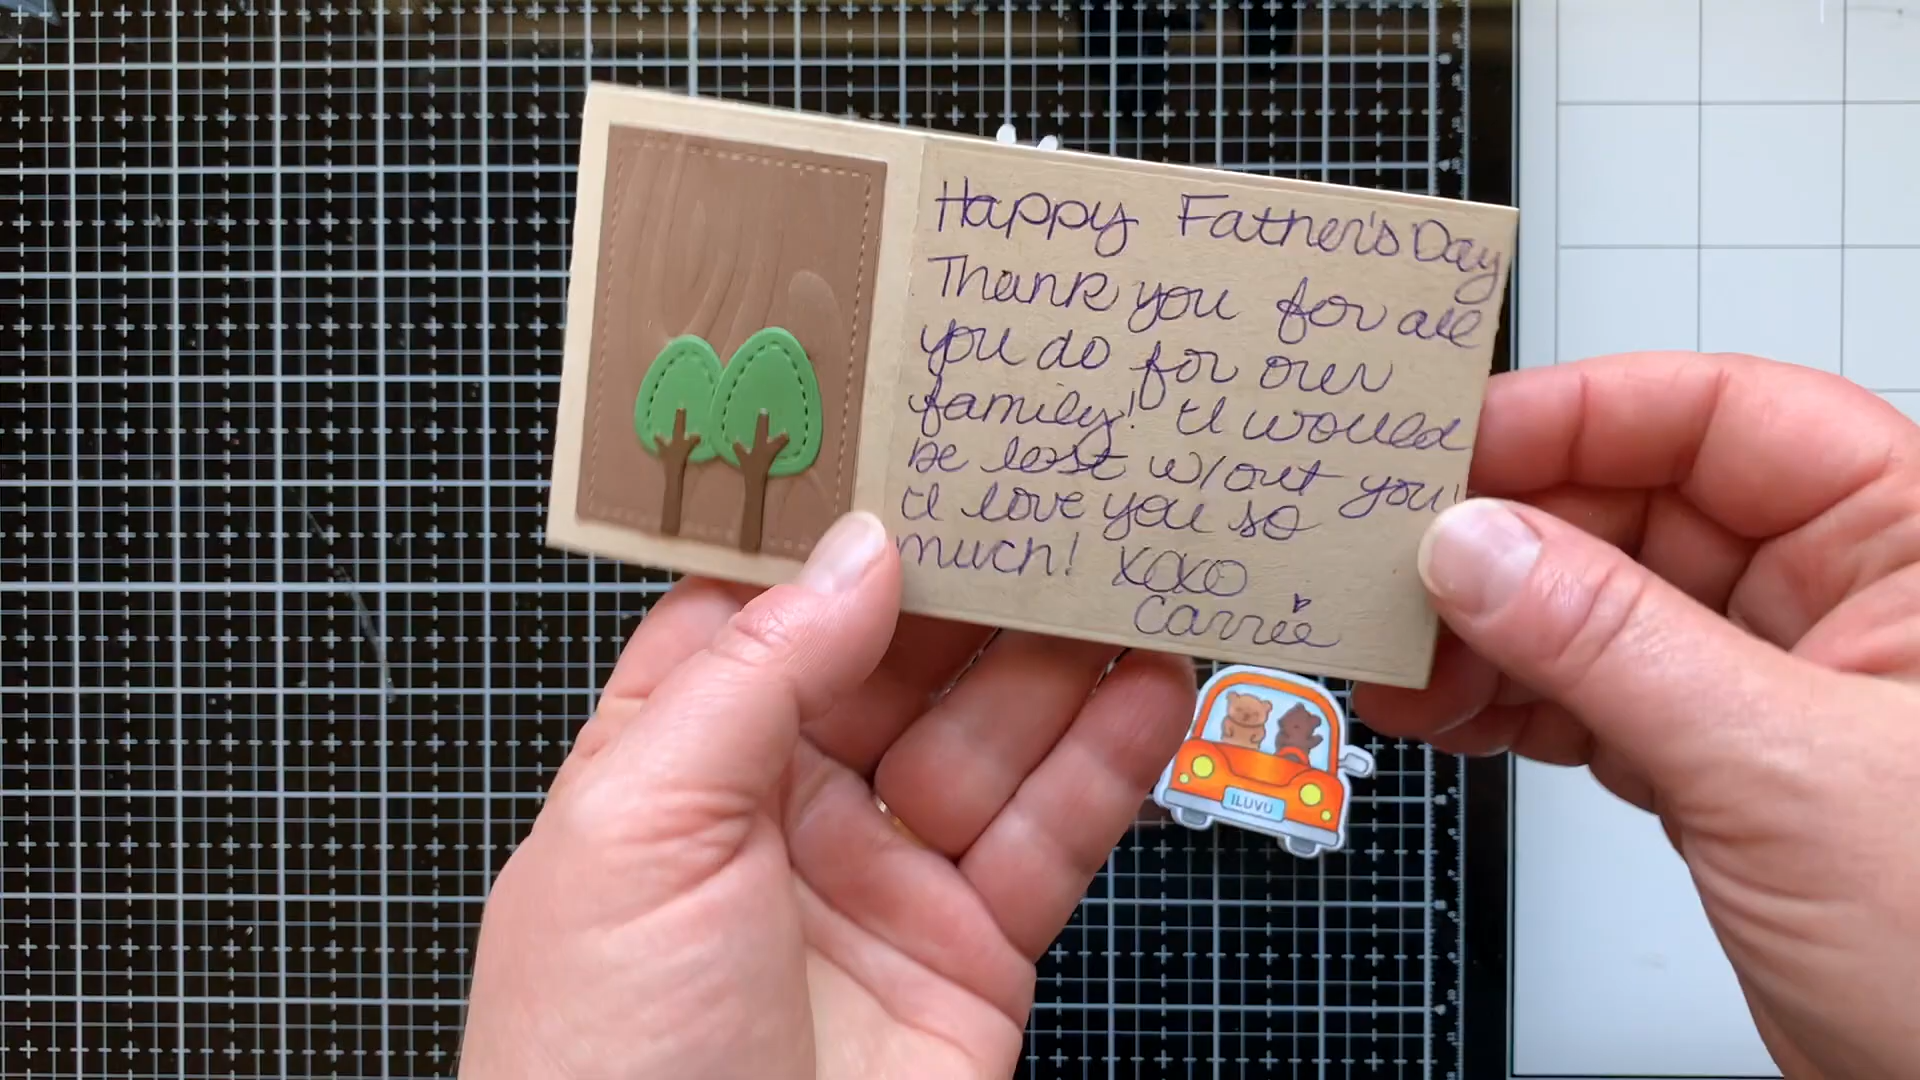 Happy Father's Day
Thank you for all
you do for our
family! I would
be lost w/out you!
I love you so
much! xoxo
Carrie
ILUVU